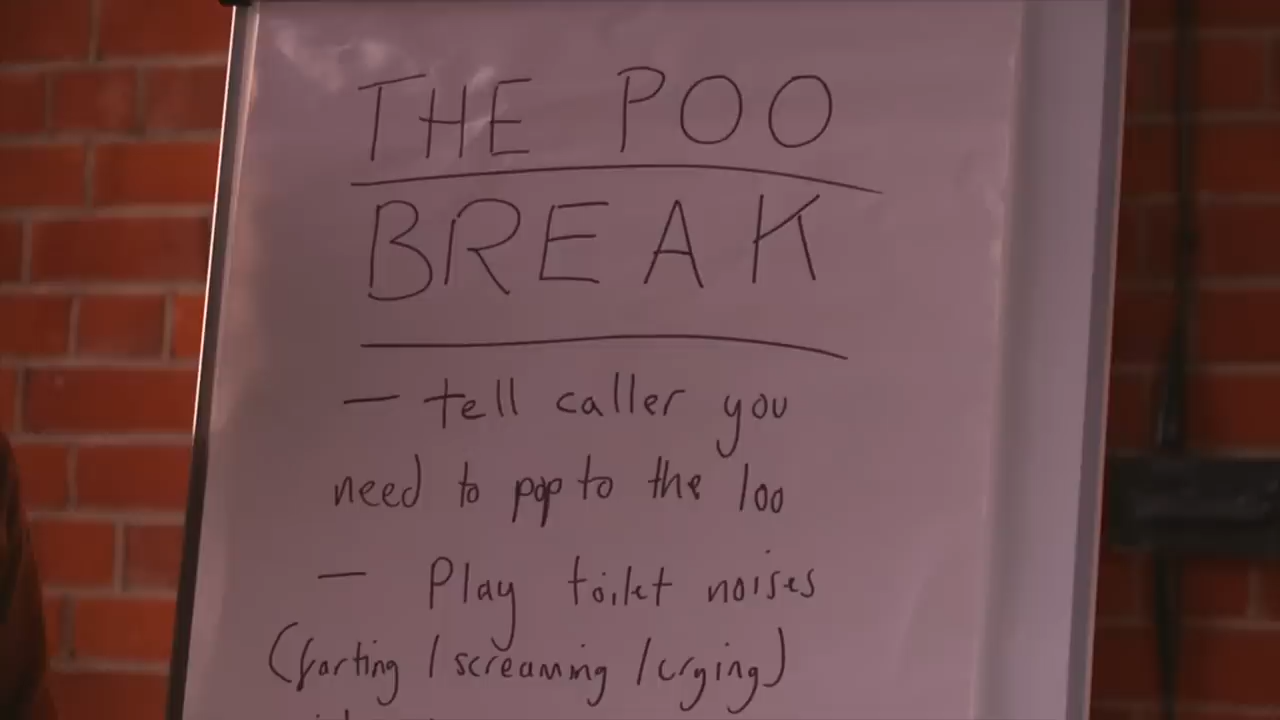 THE POO
BREAK
— tell caller you
need to pop to the loo
— Play toilet noises
(farting / screaming / crying)